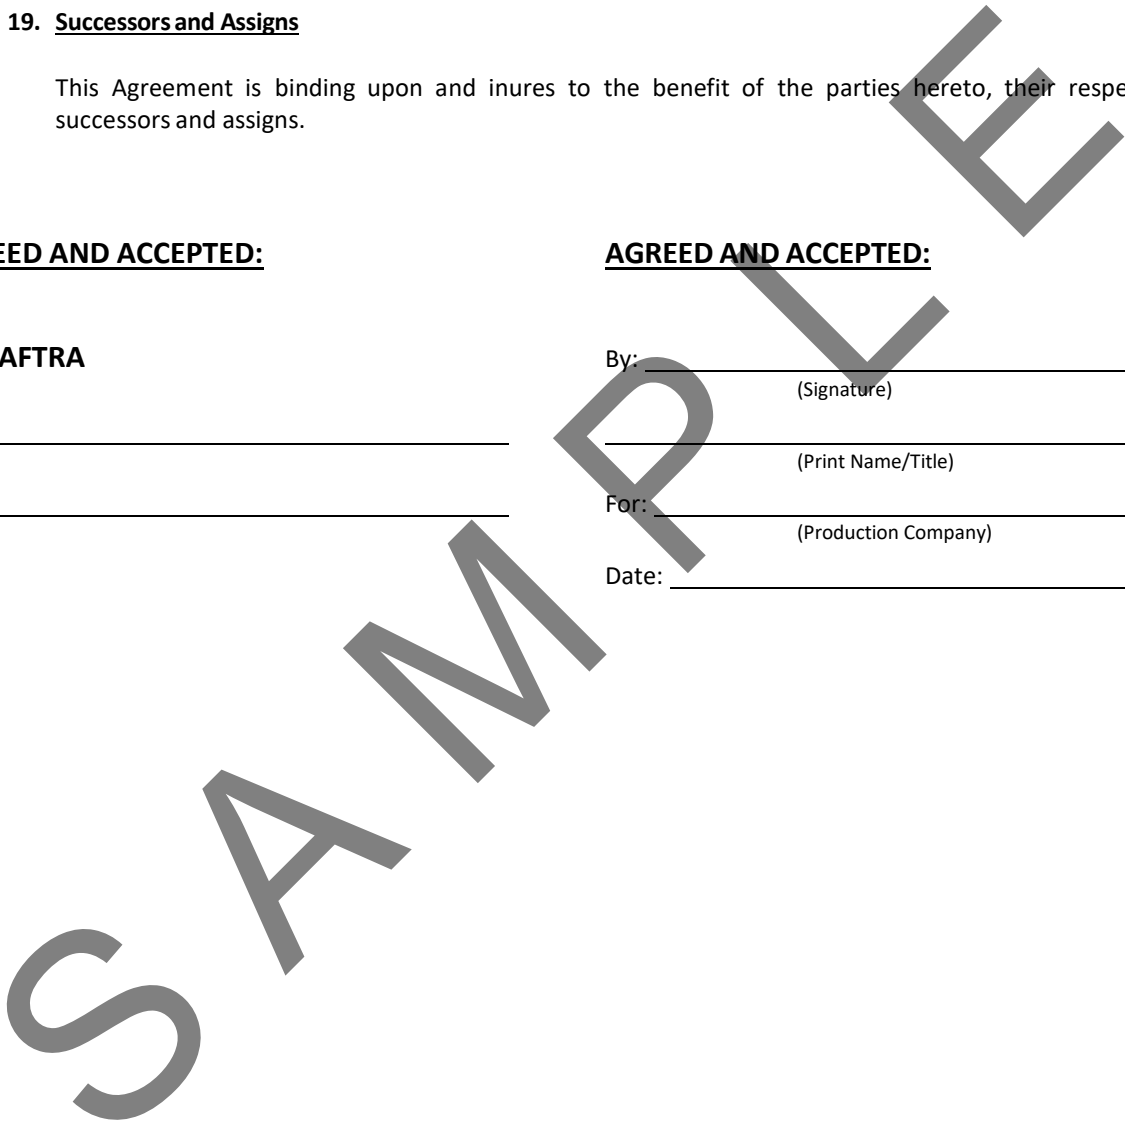 19. Successors and Assigns
This Agreement is binding upon and inures to the benefit of the parties hereto, their respe
successors and assigns.
EED AND ACCEPTED:
AGREED AND ACCEPTED:
AFTRA
By:
(Signature)
(Print Name/Title)
For:
(Production Company)
Date:
SAMPLE